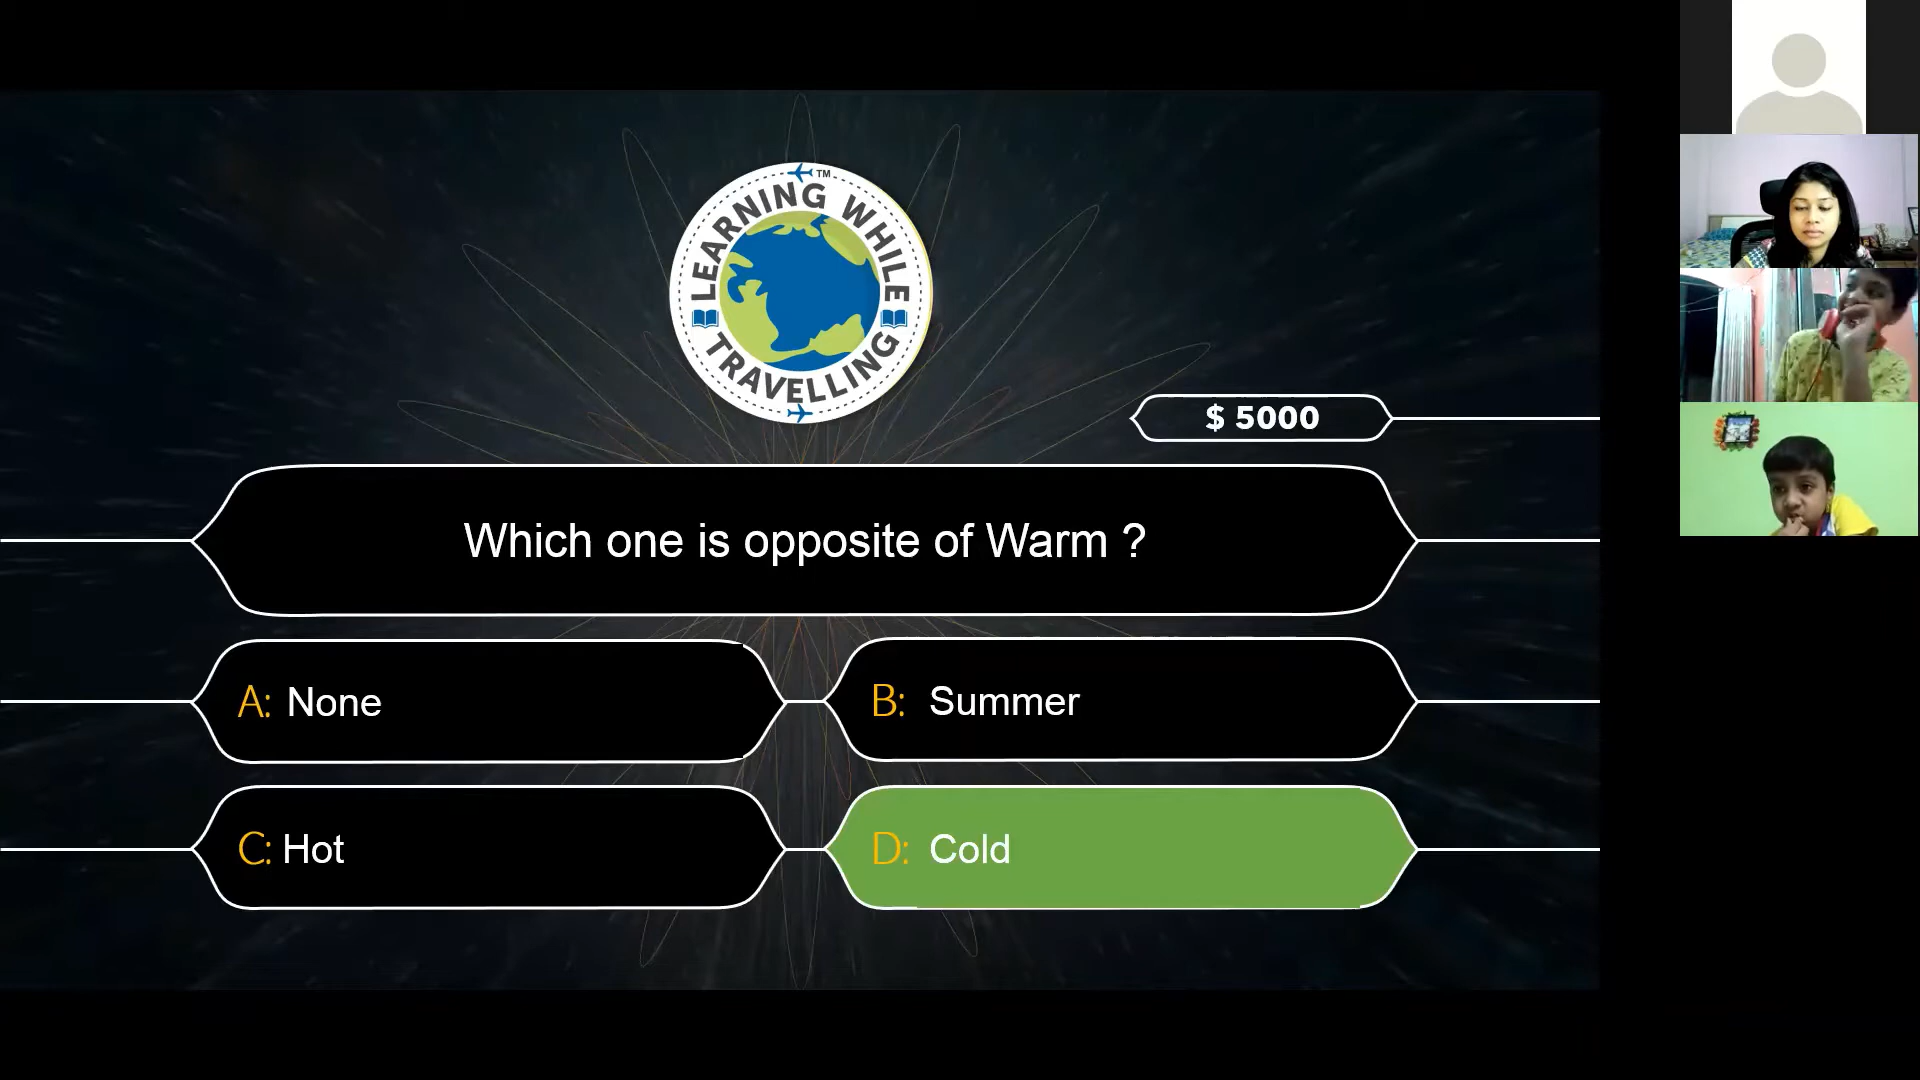 LEARNING WHILE
TRAVELLING
TM
$ 5000
Which one is opposite of Warm ?
A: None
B: Summer
C: Hot
D: Cold